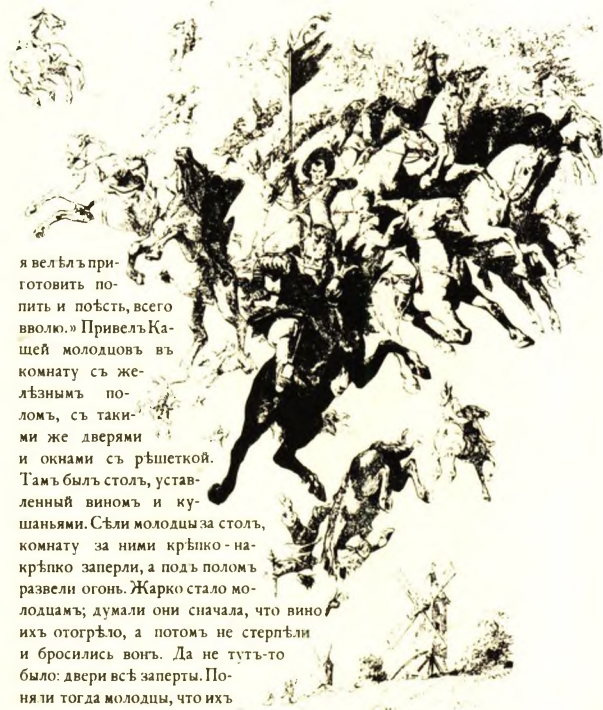 я велѣлъ при-
готовить по-
пить и поѣсть, всего
вволю.» Привелъ Ка-
щей молодцовъ въ
комнату съ же-
лѣзнымъ по-
ломъ, съ таки-
ми же дверями
и окнами съ рѣшеткой.
Тамъ былъ столъ, устав-
ленный виномъ и ку-
шаньями. Сѣли молодцы за столъ,
комнату за ними крѣпко-на-
крѣпко заперли, а подъ поломъ
развели огонь. Жарко стало мо-
лодцамъ; думали они сначала, что вино
ихъ отогрѣло, а потомъ не стерпѣли
и бросились вонъ. Да не тутъ-то
было: двери всѣ заперты. По-
няли тогда молодцы, что ихъ